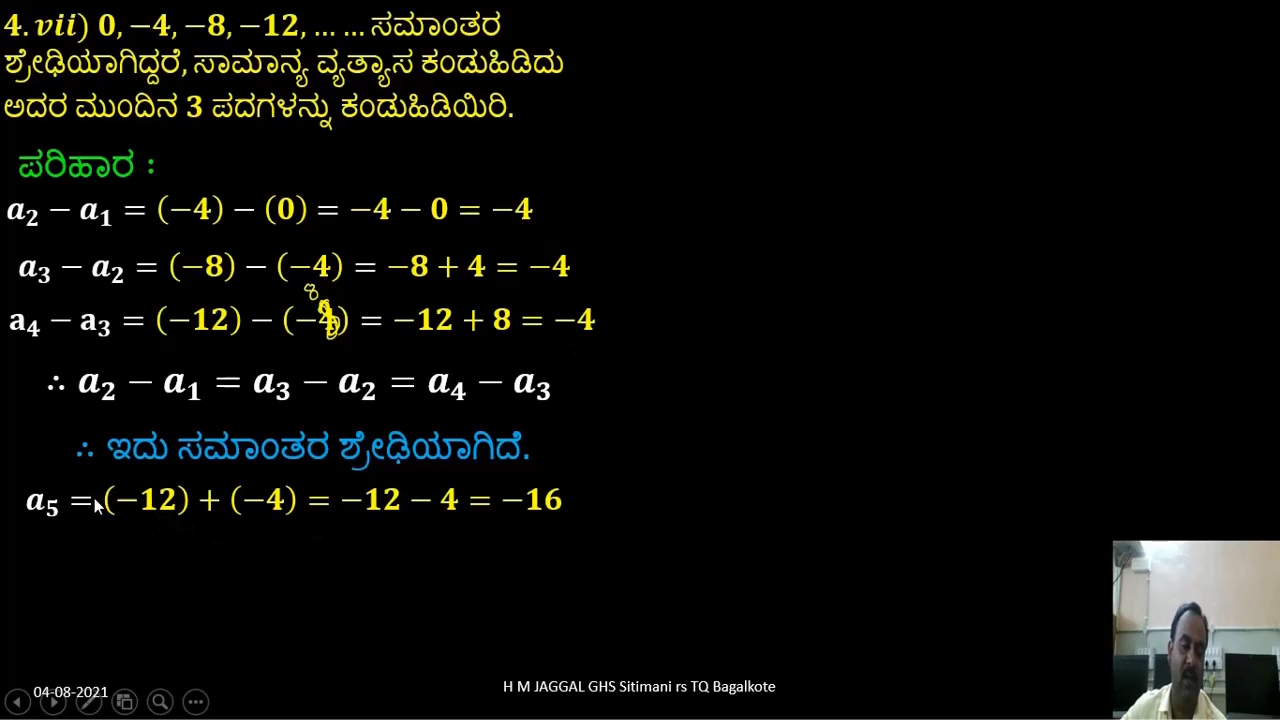 4. vii) 0, −4, −8, −12, ... ... ಸಮಾಂತರ
ಶ್ರೇಢಿಯಾಗಿದ್ದರೆ, ಸಾಮಾನ್ಯ ವ್ಯತ್ಯಾಸ ಕಂಡುಹಿಡಿದು
ಅದರ ಮುಂದಿನ 3 ಪದಗಳನ್ನು ಕಂಡುಹಿಡಿಯಿರಿ.
ಪರಿಹಾರ :
a₂ − a₁ = (−4) − (0) = −4 − 0 = −4
a₃ − a₂ = (−8) − (−4) = −8 + 4 = −4
8
a₄ − a₃ = (−12) − (−4) = −12 + 8 = −4
∴ a₂ − a₁ = a₃ − a₂ = a₄ − a₃
∴ ಇದು ಸಮಾಂತರ ಶ್ರೇಢಿಯಾಗಿದೆ.
a₅ = (−12) + (−4) = −12 − 4 = −16
04-08-2021
H M JAGGAL GHS Sitimani rs TQ Bagalkote